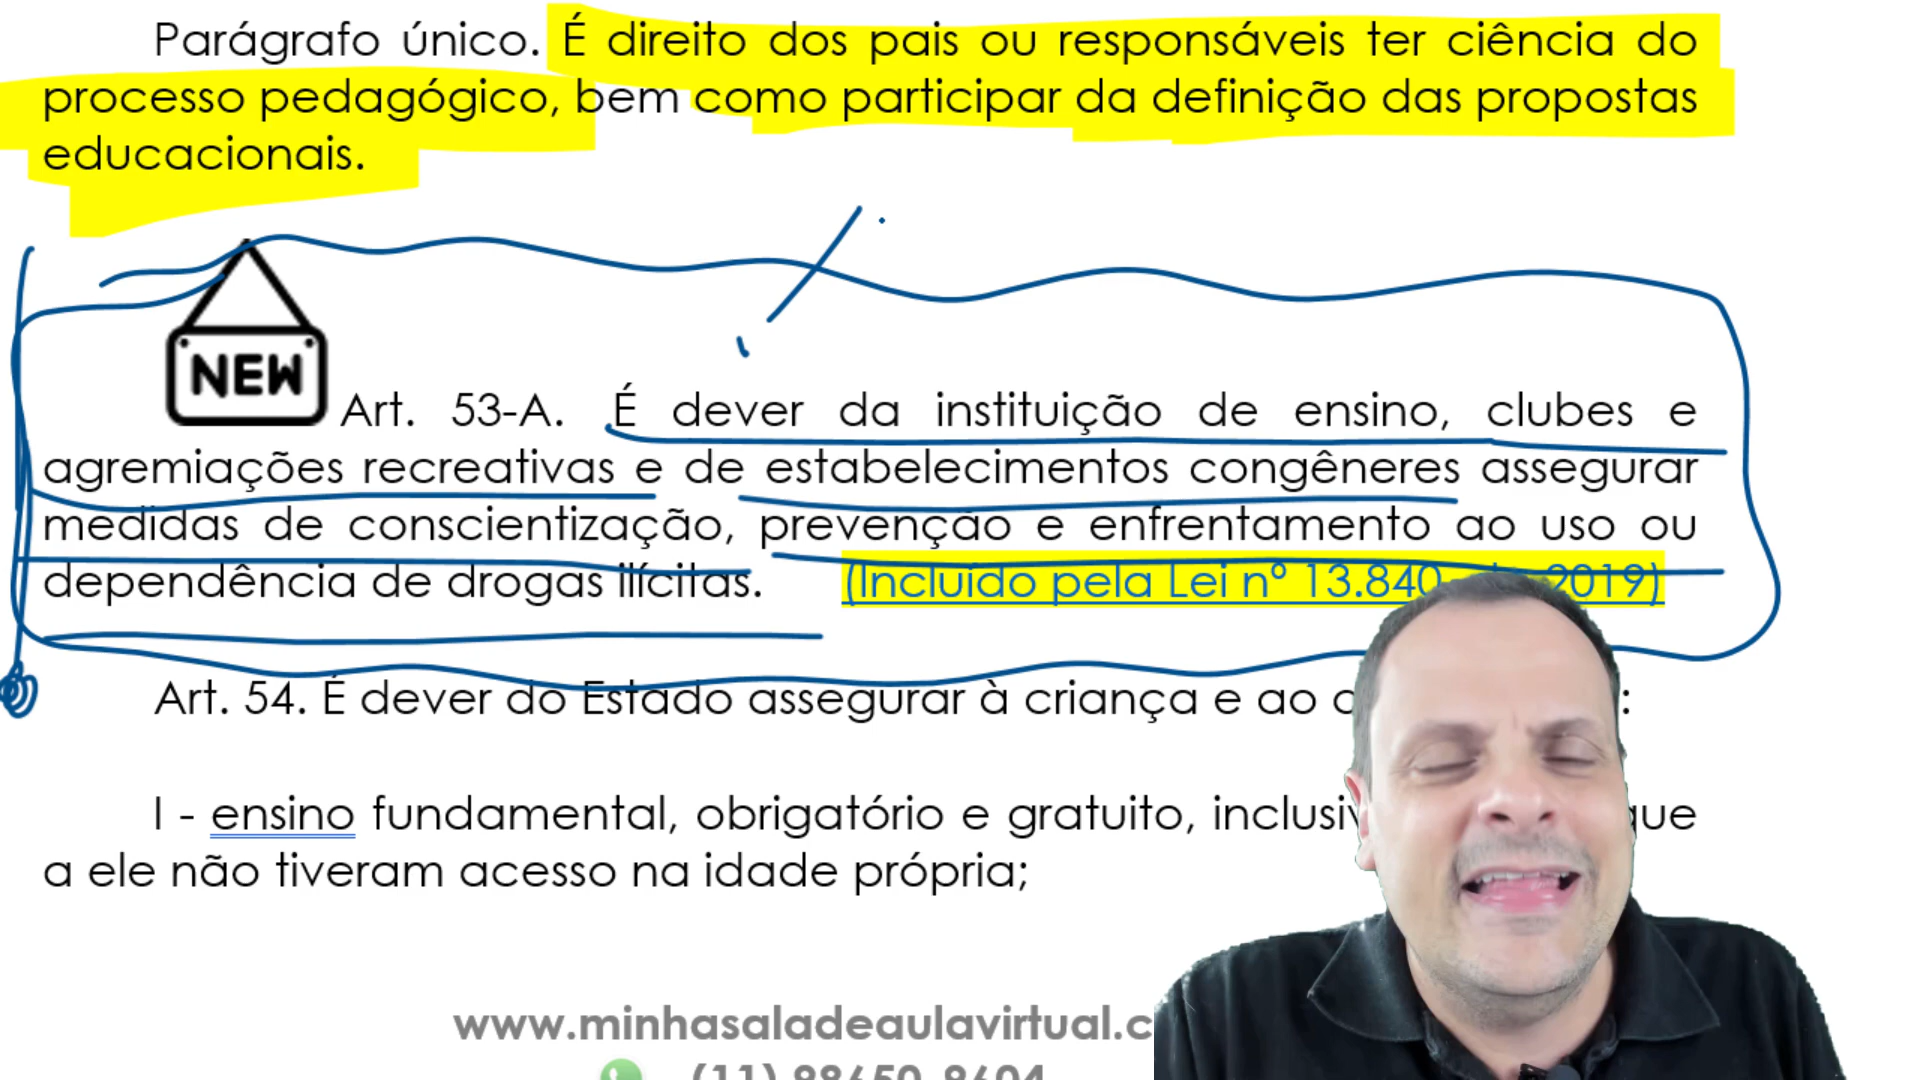 Parágrafo único. É direito dos pais ou responsáveis ter ciência do
processo pedagógico, bem como participar da definição das propostas
educacionais.
NEW
Art. 53-A. É dever da instituição de ensino, clubes e
agremiações recreativas e de estabelecimentos congêneres assegurar
medidas de conscientização, prevenção e enfrentamento ao uso ou
dependência de drogas ilícitas. (Incluído pela Lei nº 13.840 2019)
Art. 54. É dever do Estado assegurar à criança e ao :
I - ensino fundamental, obrigatório e gratuito, que
a ele não tiveram acesso na idade própria;
www.minhasaladeaulavirtual.c